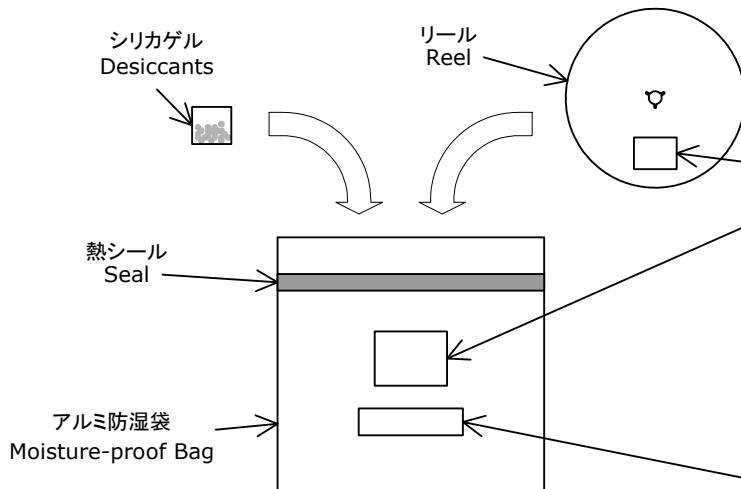 シリカゲル
Desiccants
リール
Reel
熱シール
Seal
アルミ防湿袋
Moisture-proof Bag